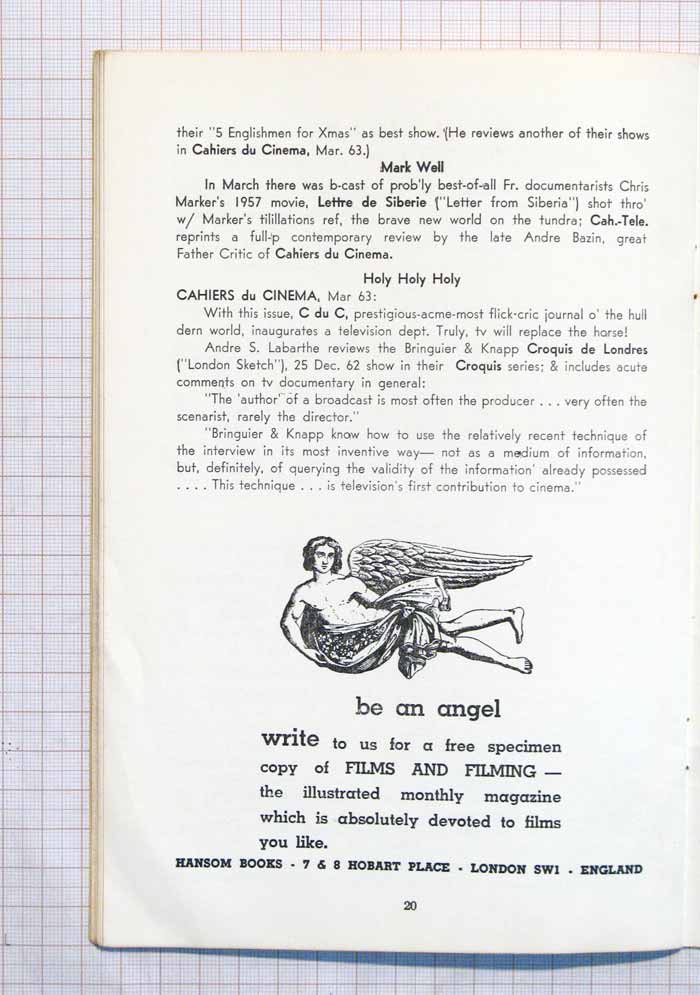 their "5 Englishmen for Xmas" as best show. (He reviews another of their shows
in Cahiers du Cinema, Mar. 63.)
Mark Well
In March there was b-cast of prob'ly best-of-all Fr. documentarists Chris
Marker's 1957 movie, Lettre de Siberie ("Letter from Siberia") shot thro'
w/ Marker's tilillations ref, the brave new world on the tundra; Cah.-Tele.
reprints a full-p contemporary review by the late Andre Bazin, great
Father Critic of Cahiers du Cinema.
Holy Holy Holy
CAHIERS du CINEMA, Mar 63:
With this issue, C du C, prestigious-acme-most flick-cric journal o' the hull
dern world, inaugurates a television dept. Truly, tv will replace the horse!
Andre S. Labarthe reviews the Bringuier & Knapp Croquis de Londres
("London Sketch"), 25 Dec. 62 show in their Croquis series; & includes acute
comments on tv documentary in general:
"The 'author' of a broadcast is most often the producer . . . very often the
scenarist, rarely the director."
"Bringuier & Knapp know how to use the relatively recent technique of
the interview in its most inventive way— not as a medium of information,
but, definitely, of querying the validity of the information' already possessed
. . . . This technique . . . is television's first contribution to cinema."
be an angel
write to us for a free specimen
copy of FILMS AND FILMING —
the illustrated monthly magazine
which is absolutely devoted to films
you like.
HANSOM BOOKS - 7 & 8 HOBART PLACE - LONDON SW1 - ENGLAND
20